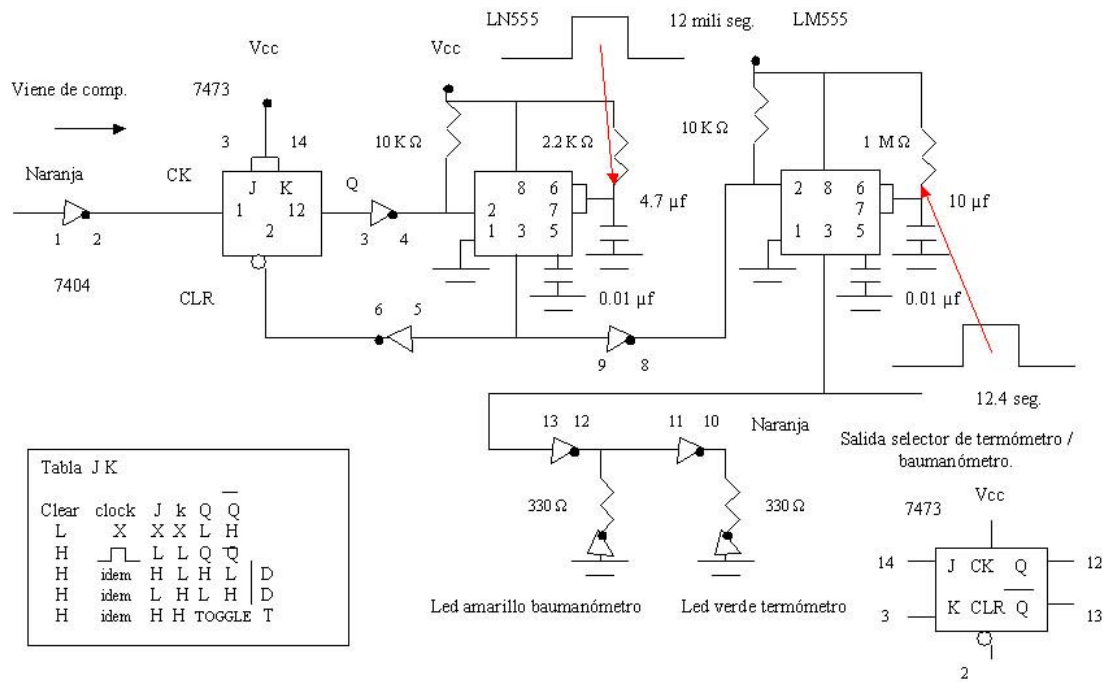 LN555
12 mili seg.
LM555
Vcc
Vcc
Viene de comp.
7473
3
14
10 K Ω
2.2K Ω
10 K Ω
1 M Ω
Naranja
CK
J K
Q
8 6
2 7
1 3 5
4.7 µf
2 8 6
7
1 3 5
10 µf
1 12
2
1 2
3 4
7404
CLR
0.01 µf
0.01 µf
6 5
9 8
12.4 seg.
13 12
11 10
Naranja
Salida selector de termómetro /
baumanómetro.
330 Ω
330 Ω
Led amarillo baumanómetro
Led verde termómetro
Tabla J K
Clear clock J k Q Q̅
L X X X L H
H L L Q Q̅
H idem H L H L D
H idem L H L H D
H idem H H TOGGLE T
Vcc
7473
14 J CK Q 12
3 K CLR Q̅ 13
2